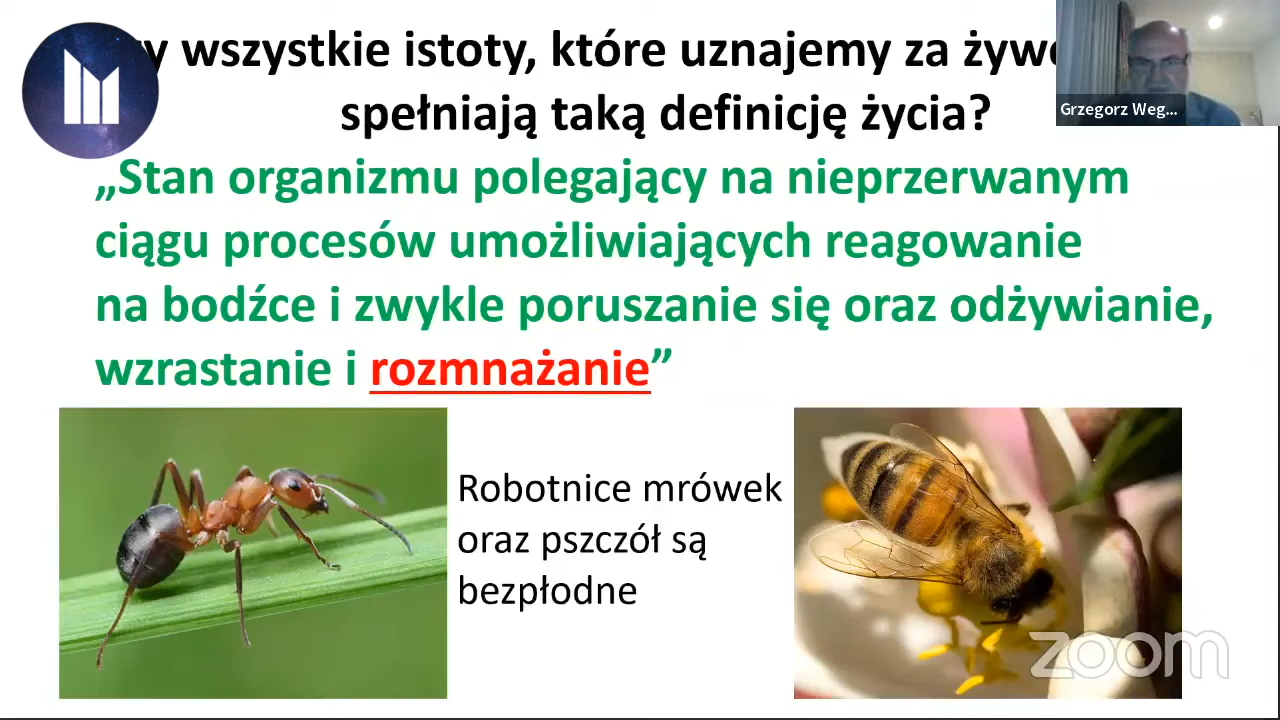 wszystkie istoty, które uznajemy za
spełniają taką definicję życia?
Grzegorz Weg...
„Stan organizmu polegający na nieprzerwanym
ciągu procesów umożliwiających reagowanie
na bodźce i zwykle poruszanie się oraz odżywianie,
wzrastanie i rozmnażanie”
Robotnice mrówek
oraz pszczół są
bezpłodne
zoom